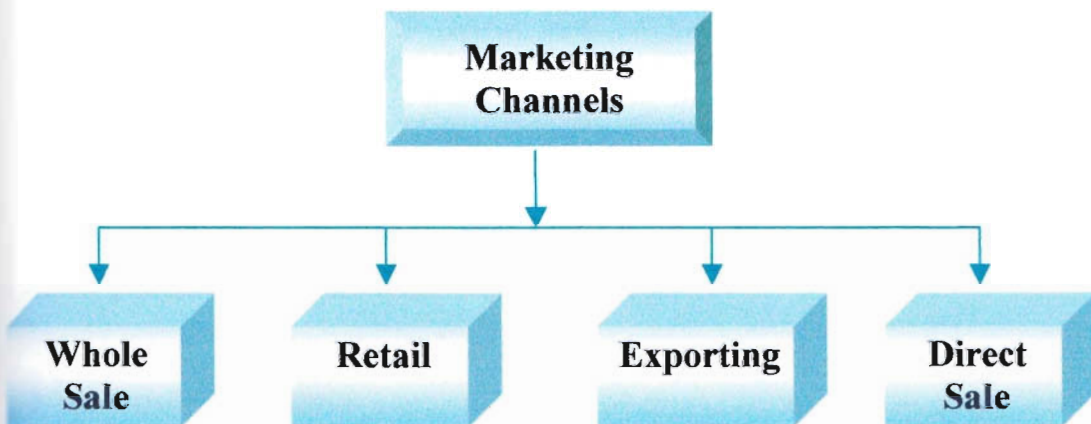 Marketing
Channels
Whole
Sale
Retail
Exporting
Direct
Sale